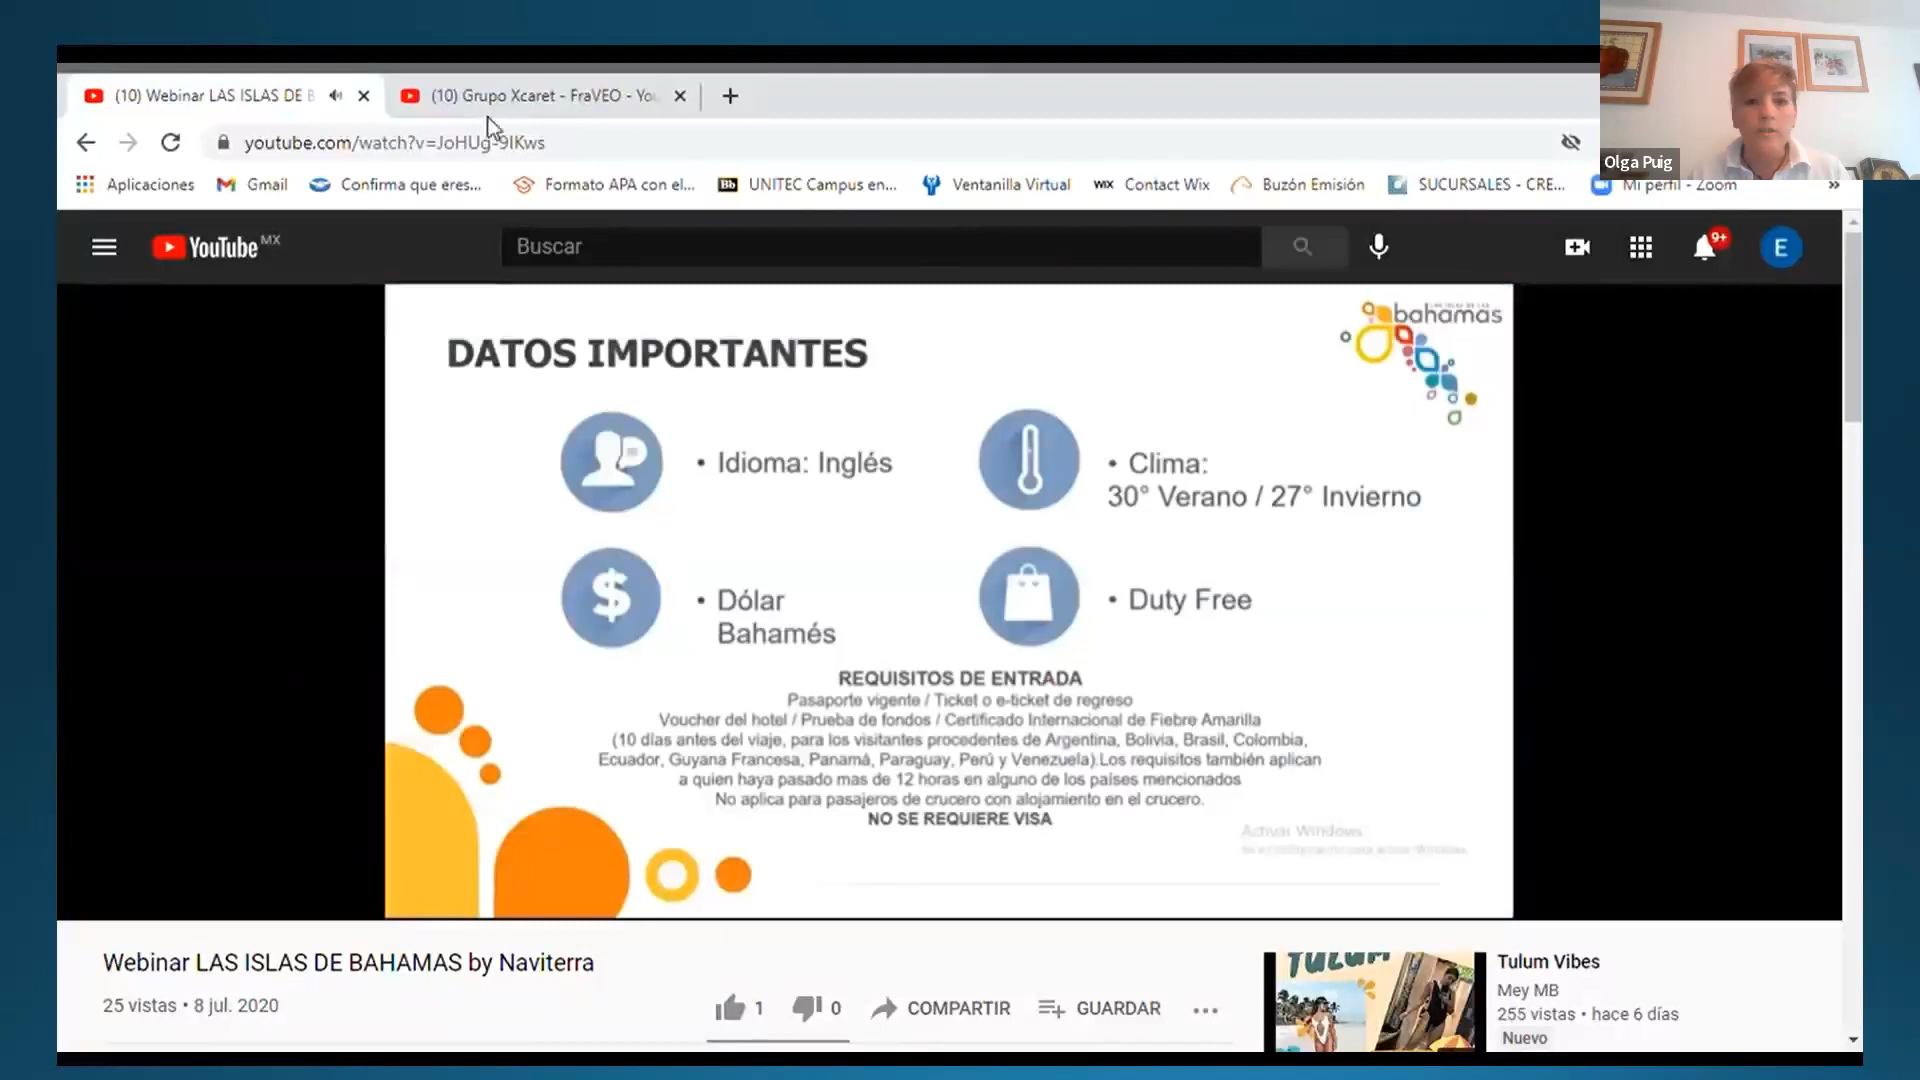 (10) Webinar LAS ISLAS DE B
(10) Grupo Xcaret - FraVEO - You
youtube.com/watch?v=JoHUg-9IKws
Olga Puig
Aplicaciones
Gmail
Confirma que eres...
Formato APA con el...
Bb
UNITEC Campus en...
Ventanilla Virtual
WIX
Contact Wix
Buzón Emisión
SUCURSALES - CRE...
Mi perfil - Zoom
»
YouTube MX
Buscar
9+
E
bahamas
DATOS IMPORTANTES
• Idioma: Inglés
• Clima:
30° Verano / 27° Invierno
$
• Dólar
Bahamés
• Duty Free
REQUISITOS DE ENTRADA
Pasaporte vigente / Ticket o e-ticket de regreso
Voucher del hotel / Prueba de fondos / Certificado Internacional de Fiebre Amarilla
(10 días antes del viaje, para los visitantes procedentes de Argentina, Bolivia, Brasil, Colombia,
Ecuador, Guyana Francesa, Panamá, Paraguay, Perú y Venezuela).Los requisitos también aplican
a quien haya pasado mas de 12 horas en alguno de los países mencionados
No aplica para pasajeros de crucero con alojamiento en el crucero.
NO SE REQUIERE VISA
Activar Windows
Webinar LAS ISLAS DE BAHAMAS by Naviterra
25 vistas • 8 jul. 2020
1
0
COMPARTIR
GUARDAR
TULUM
Tulum Vibes
Mey MB
255 vistas • hace 6 días
Nuevo